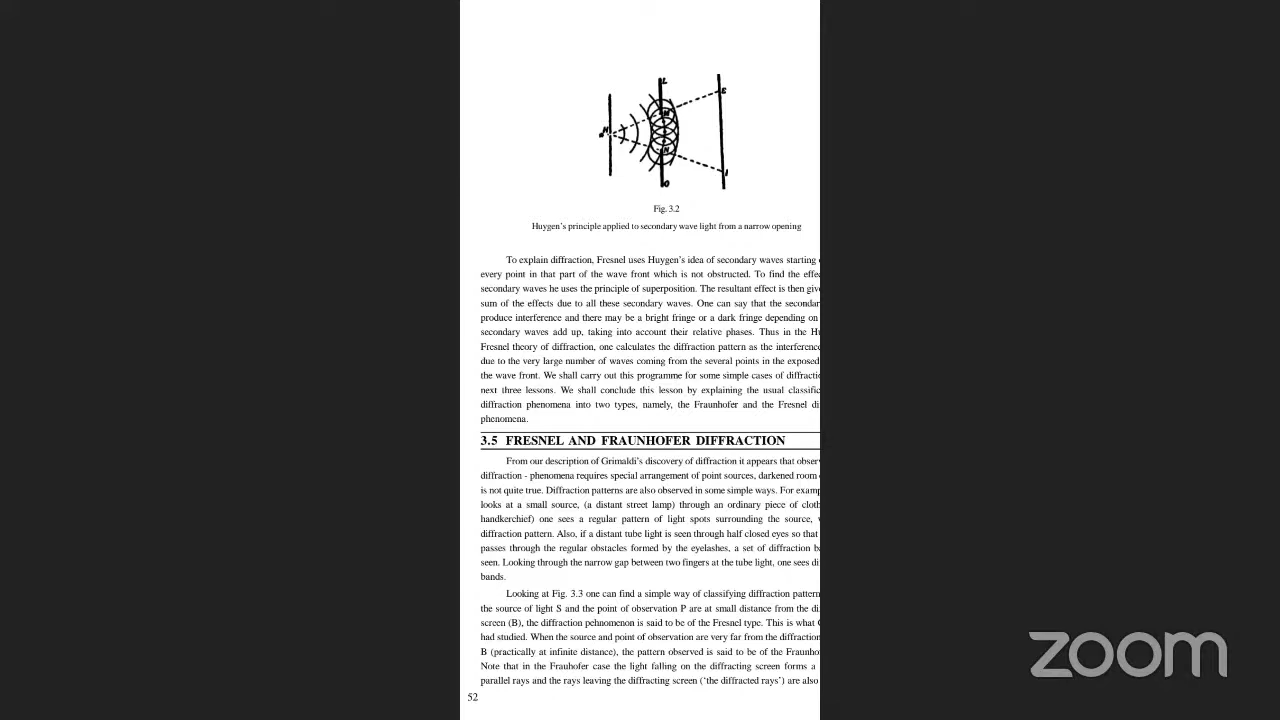 L
S
H
M
N
I
O
Fig. 3.2
Huygen's principle applied to secondary wave light from a narrow opening
To explain diffraction, Fresnel uses Huygen's idea of secondary waves starting
every point in that part of the wave front which is not obstructed. To find the
secondary waves he uses the principle of superposition. The resultant effect is then
sum of the effects due to all these secondary waves. One can say that the
produce interference and there may be a bright fringe or a dark fringe depending on
secondary waves add up, taking into account their relative phases. Thus in the
Fresnel theory of diffraction, one calculates the diffraction pattern as the interference
due to the very large number of waves coming from the several points in the exposed
the wave front. We shall carry out this programme for some simple cases of
next three lessons. We shall conclude this lesson by explaining the usual
diffraction phenomena into two types, namely, the Fraunhofer and the Fresnel
phenomena.
3.5 FRESNEL AND FRAUNHOFER DIFFRACTION
From our description of Grimaldi's discovery of diffraction it appears that
diffraction - phenomena requires special arrangement of point sources, darkened room
is not quite true. Diffraction patterns are also observed in some simple ways. For
looks at a small source, (a distant street lamp) through an ordinary piece of
handkerchief) one sees a regular pattern of light spots surrounding the source,
diffraction pattern. Also, if a distant tube light is seen through half closed eyes so that
passes through the regular obstacles formed by the eyelashes, a set of diffraction
seen. Looking through the narrow gap between two fingers at the tube light, one sees
bands.
Looking at Fig. 3.3 one can find a simple way of classifying diffraction
the source of light S and the point of observation P are at small distance from the
screen (B), the diffraction pehnomenon is said to be of the Fresnel type. This is what
had studied. When the source and point of observation are very far from the diffraction
B (practically at infinite distance), the pattern observed is said to be of the
Note that in the Frauhofer case the light falling on the diffracting screen forms a
parallel rays and the rays leaving the diffracting screen ('the diffracted rays') are also
52
zoom